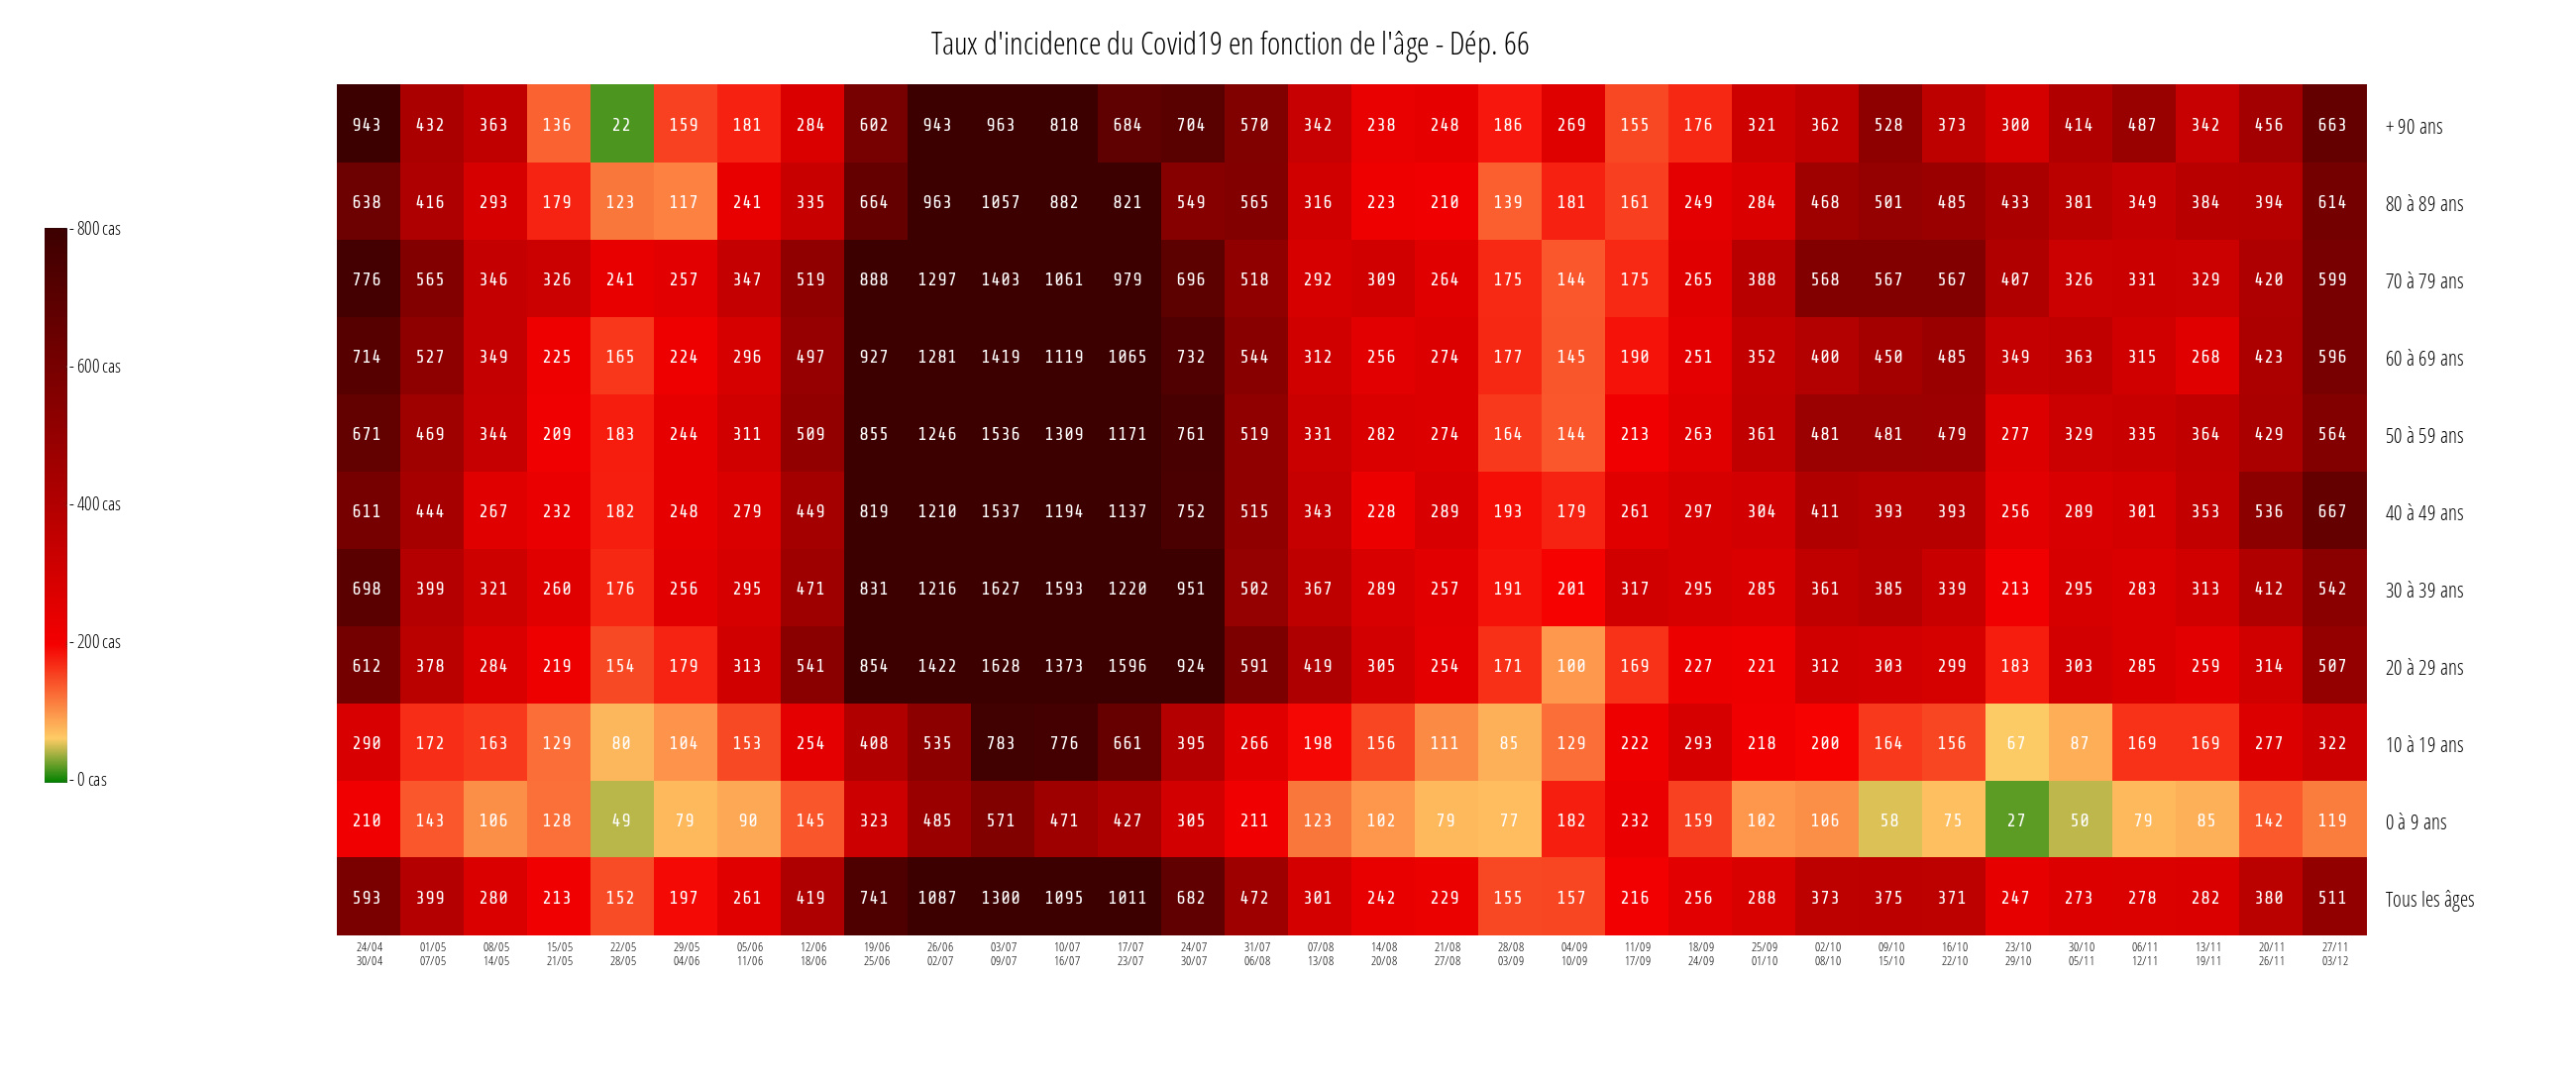 Taux d'incidence du Covid19 en fonction de l'âge - Dép. 66
943 432 363 136 22 159 181 284 602 943 963 818 684 704 570 342 238 248 186 269 155 176 321 362 528 373 300 414 487 342 456 663 + 90 ans
638 416 293 179 123 117 241 335 664 963 1057 882 821 549 565 316 223 210 139 181 161 249 284 468 501 485 433 381 349 384 394 614 80 à 89 ans
- 800 cas
776 565 346 326 241 257 347 519 888 1297 1403 1061 979 696 518 292 309 264 175 144 175 265 388 568 567 567 407 326 331 329 420 599 70 à 79 ans
714 527 349 225 165 224 296 497 927 1281 1419 1119 1065 732 544 312 256 274 177 145 190 251 352 400 450 485 349 363 315 268 423 596 60 à 69 ans
- 600 cas
671 469 344 209 183 244 311 509 855 1246 1536 1309 1171 761 519 331 282 274 164 144 213 263 361 481 481 479 277 329 335 364 429 564 50 à 59 ans
- 400 cas
611 444 267 232 182 248 279 449 819 1210 1537 1194 1137 752 515 343 228 289 193 179 261 297 304 411 393 393 256 289 301 353 536 667 40 à 49 ans
698 399 321 260 176 256 295 471 831 1216 1627 1593 1220 951 502 367 289 257 191 201 317 295 285 361 385 339 213 295 283 313 412 542 30 à 39 ans
- 200 cas
612 378 284 219 154 179 313 541 854 1422 1628 1373 1596 924 591 419 305 254 171 100 169 227 221 312 303 299 183 303 285 259 314 507 20 à 29 ans
290 172 163 129 80 104 153 254 408 535 783 776 661 395 266 198 156 111 85 129 222 293 218 200 164 156 67 87 169 169 277 322 10 à 19 ans
- 0 cas
210 143 106 128 49 79 90 145 323 485 571 471 427 305 211 123 102 79 77 182 232 159 102 106 58 75 27 50 79 85 142 119 0 à 9 ans
593 399 280 213 152 197 261 419 741 1087 1300 1095 1011 682 472 301 242 229 155 157 216 256 288 373 375 371 247 273 278 282 380 511 Tous les âges
24/04 01/05 08/05 15/05 22/05 29/05 05/06 12/06 19/06 26/06 03/07 10/07 17/07 24/07 31/07 07/08 14/08 21/08 28/08 04/09 11/09 18/09 25/09 02/10 09/10 16/10 23/10 30/10 06/11 13/11 20/11 27/11
30/04 07/05 14/05 21/05 28/05 04/06 11/06 18/06 25/06 02/07 09/07 16/07 23/07 30/07 06/08 13/08 20/08 27/08 03/09 10/09 17/09 24/09 01/10 08/10 15/10 22/10 29/10 05/11 12/11 19/11 26/11 03/12